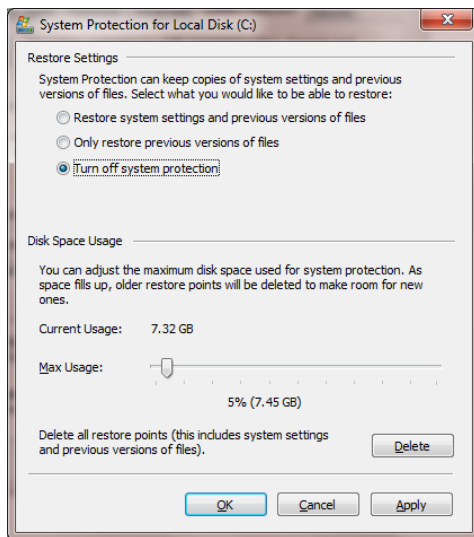 System Protection for Local Disk (C:)
Restore Settings
System Protection can keep copies of system settings and previous
versions of files. Select what you would like to be able to restore:
Restore system settings and previous versions of files
Only restore previous versions of files
Turn off system protection
Disk Space Usage
You can adjust the maximum disk space used for system protection. As
space fills up, older restore points will be deleted to make room for new
ones.
Current Usage: 7.32 GB
Max Usage:
5% (7.45 GB)
Delete all restore points (this includes system settings
and previous versions of files).
Delete
OK Cancel Apply